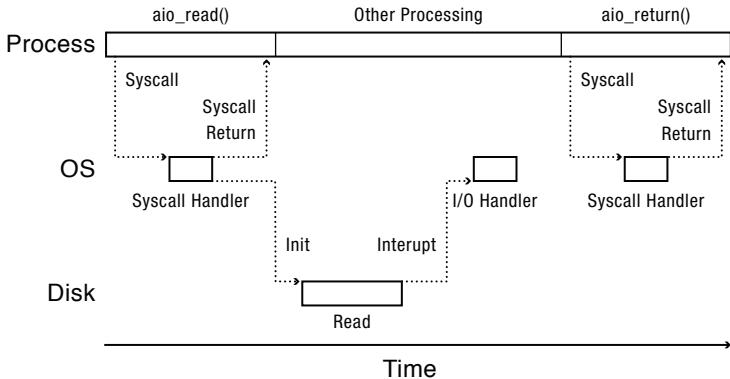 aio_read() Other Processing aio_return()
Process
Syscall Syscall
Syscall Syscall
Return Return
OS
Syscall Handler I/O Handler Syscall Handler
Init Interupt
Disk
Read
Time